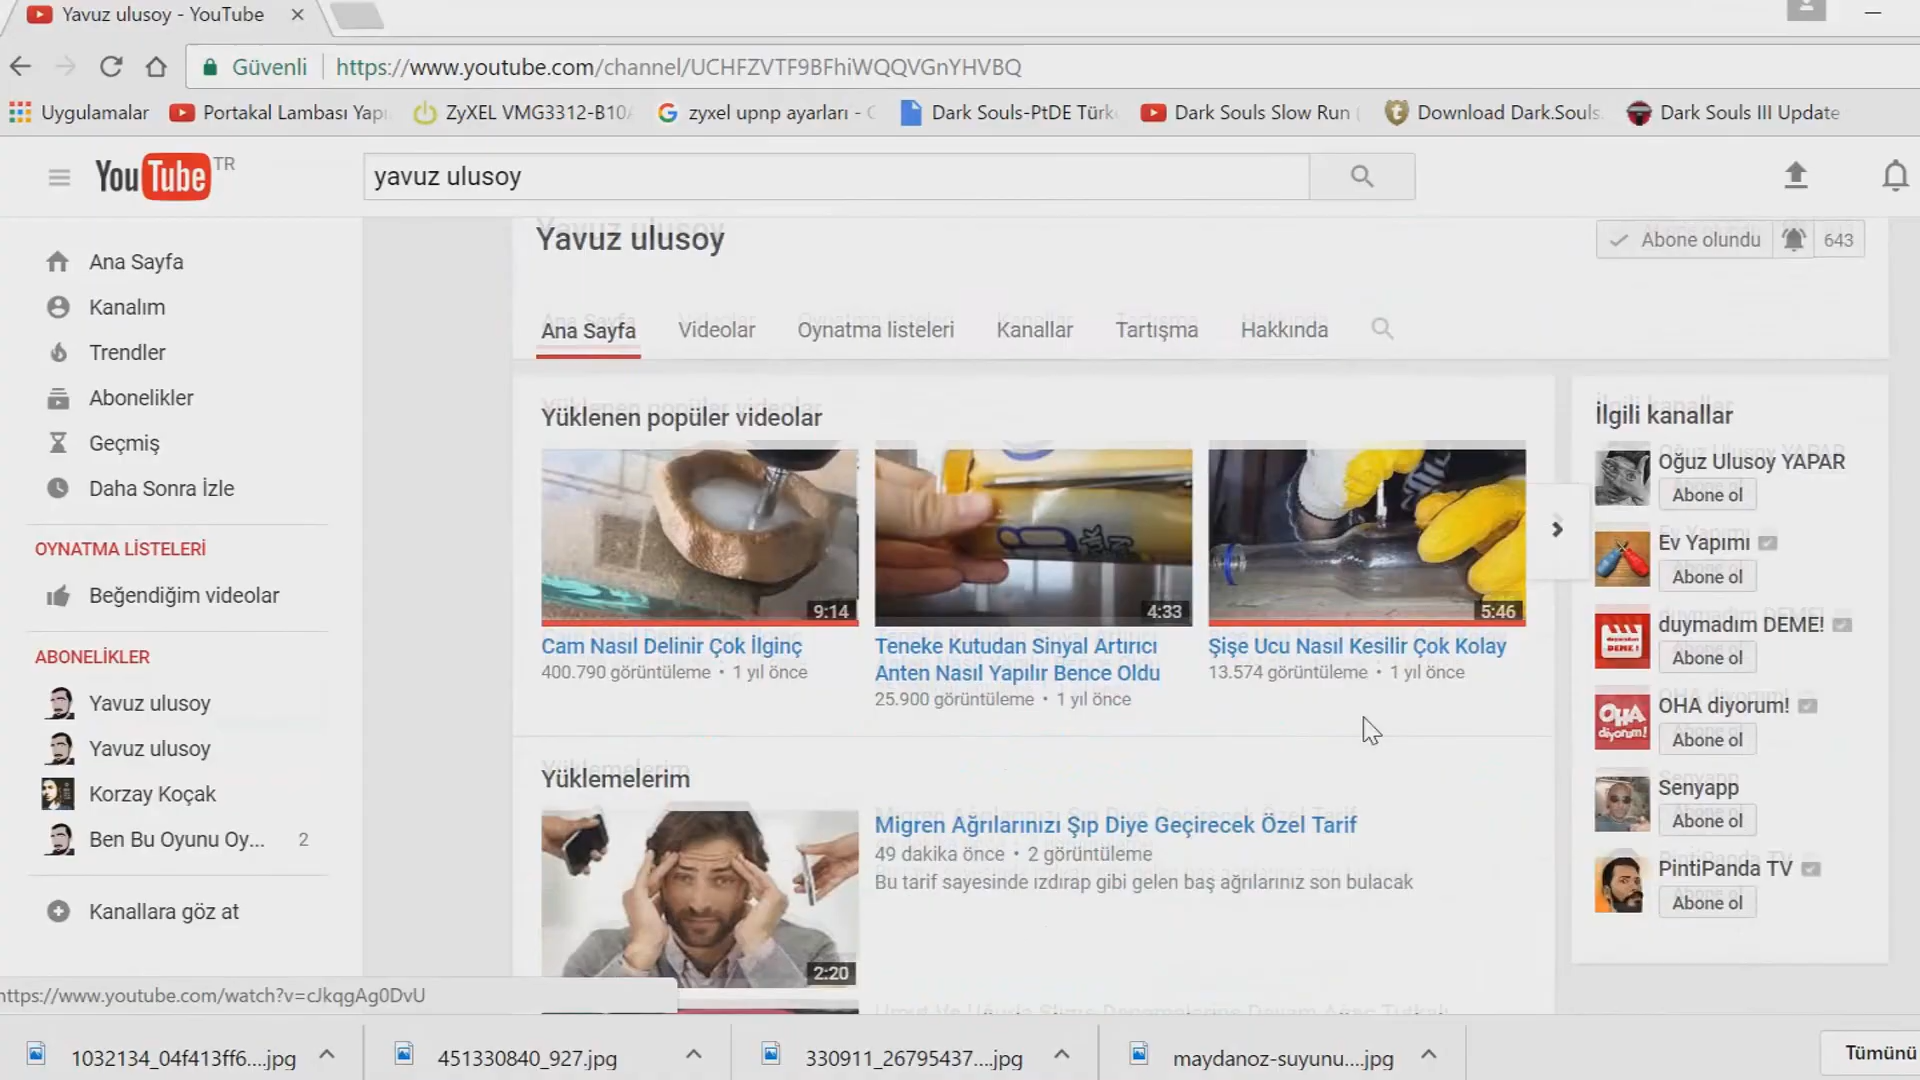 Yavuz ulusoy - YouTube
Güvenli
https://www.youtube.com/channel/UCHFZVTF9BFhiWQQVGnYHVBQ
Uygulamalar
Portakal Lambası Yapı
ZyXEL VMG3312-B10A
zyxel upnp ayarları - G
Dark Souls-PtDE Türk
Dark Souls Slow Run (
Download Dark.Souls.
Dark Souls III Update
YouTube TR
yavuz ulusoy
Ana Sayfa
Kanalım
Trendler
Abonelikler
Geçmiş
Daha Sonra İzle
OYNATMA LİSTELERİ
Beğendiğim videolar
ABONELİKLER
Yavuz ulusoy
Yavuz ulusoy
Korzay Koçak
Ben Bu Oyunu Oy... 2
Kanallara göz at
Yavuz ulusoy
Abone olundu 643
Ana Sayfa
Videolar
Oynatma listeleri
Kanallar
Tartışma
Hakkında
Yüklenen popüler videolar
9:14
Cam Nasıl Delinir Çok İlginç
400.790 görüntüleme • 1 yıl önce
4:33
Teneke Kutudan Sinyal Artırıcı
Anten Nasıl Yapılır Bence Oldu
25.900 görüntüleme • 1 yıl önce
5:46
Şişe Ucu Nasıl Kesilir Çok Kolay
13.574 görüntüleme • 1 yıl önce
Yüklemelerim
2:20
Migren Ağrılarınızı Şıp Diye Geçirecek Özel Tarif
49 dakika önce • 2 görüntüleme
Bu tarif sayesinde ızdırap gibi gelen baş ağrılarınız son bulacak
İlgili kanallar
Oğuz Ulusoy YAPAR
Abone ol
Ev Yapımı
Abone ol
DEME!
duymadım DEME!
Abone ol
OHA
diyorum!
OHA diyorum!
Abone ol
Senyapp
Abone ol
PintiPanda TV
Abone ol
https://www.youtube.com/watch?v=cJkqgAg0DvU
1032134_04f413ff6....jpg
451330840_927.jpg
330911_26795437....jpg
maydanoz-suyunu....jpg
Tümünü